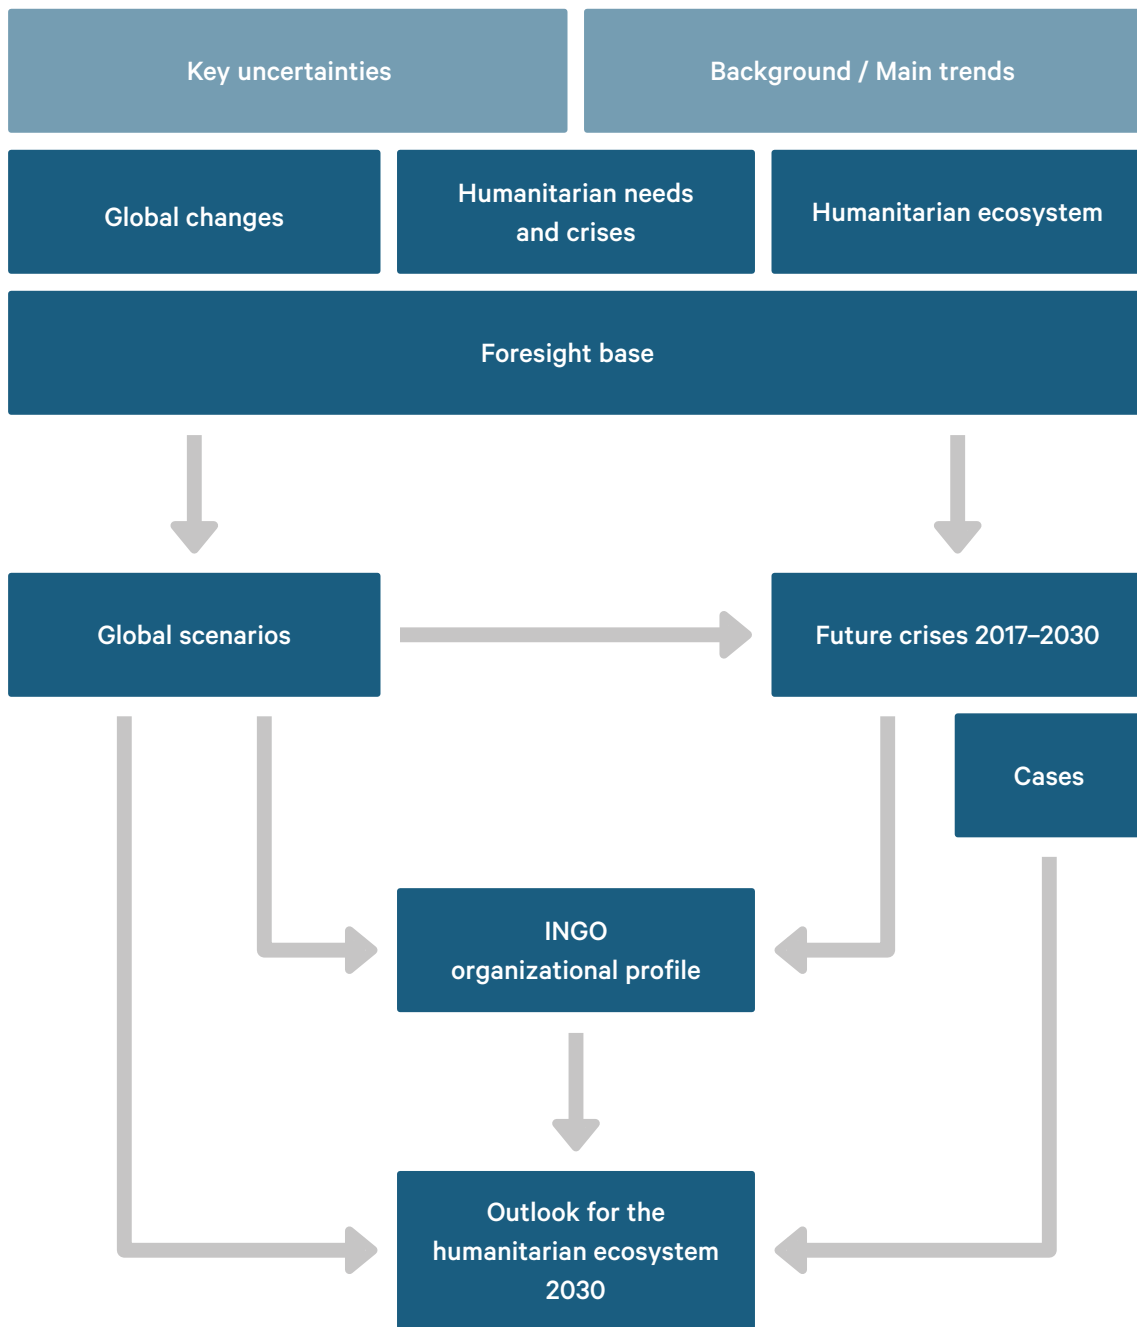 Key uncertainties
Background / Main trends
Global changes
Humanitarian needs
and crises
Humanitarian ecosystem
Foresight base
Global scenarios
Future crises 2017–2030
Cases
INGO
organizational profile
Outlook for the
humanitarian ecosystem
2030